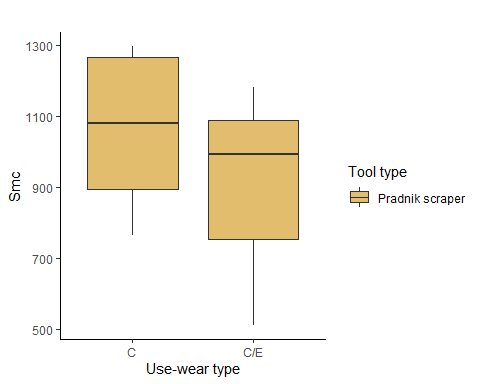 1300
1100
900
700
500
Smc
C
C/E
Use-wear type
Tool type
Pradnik scraper